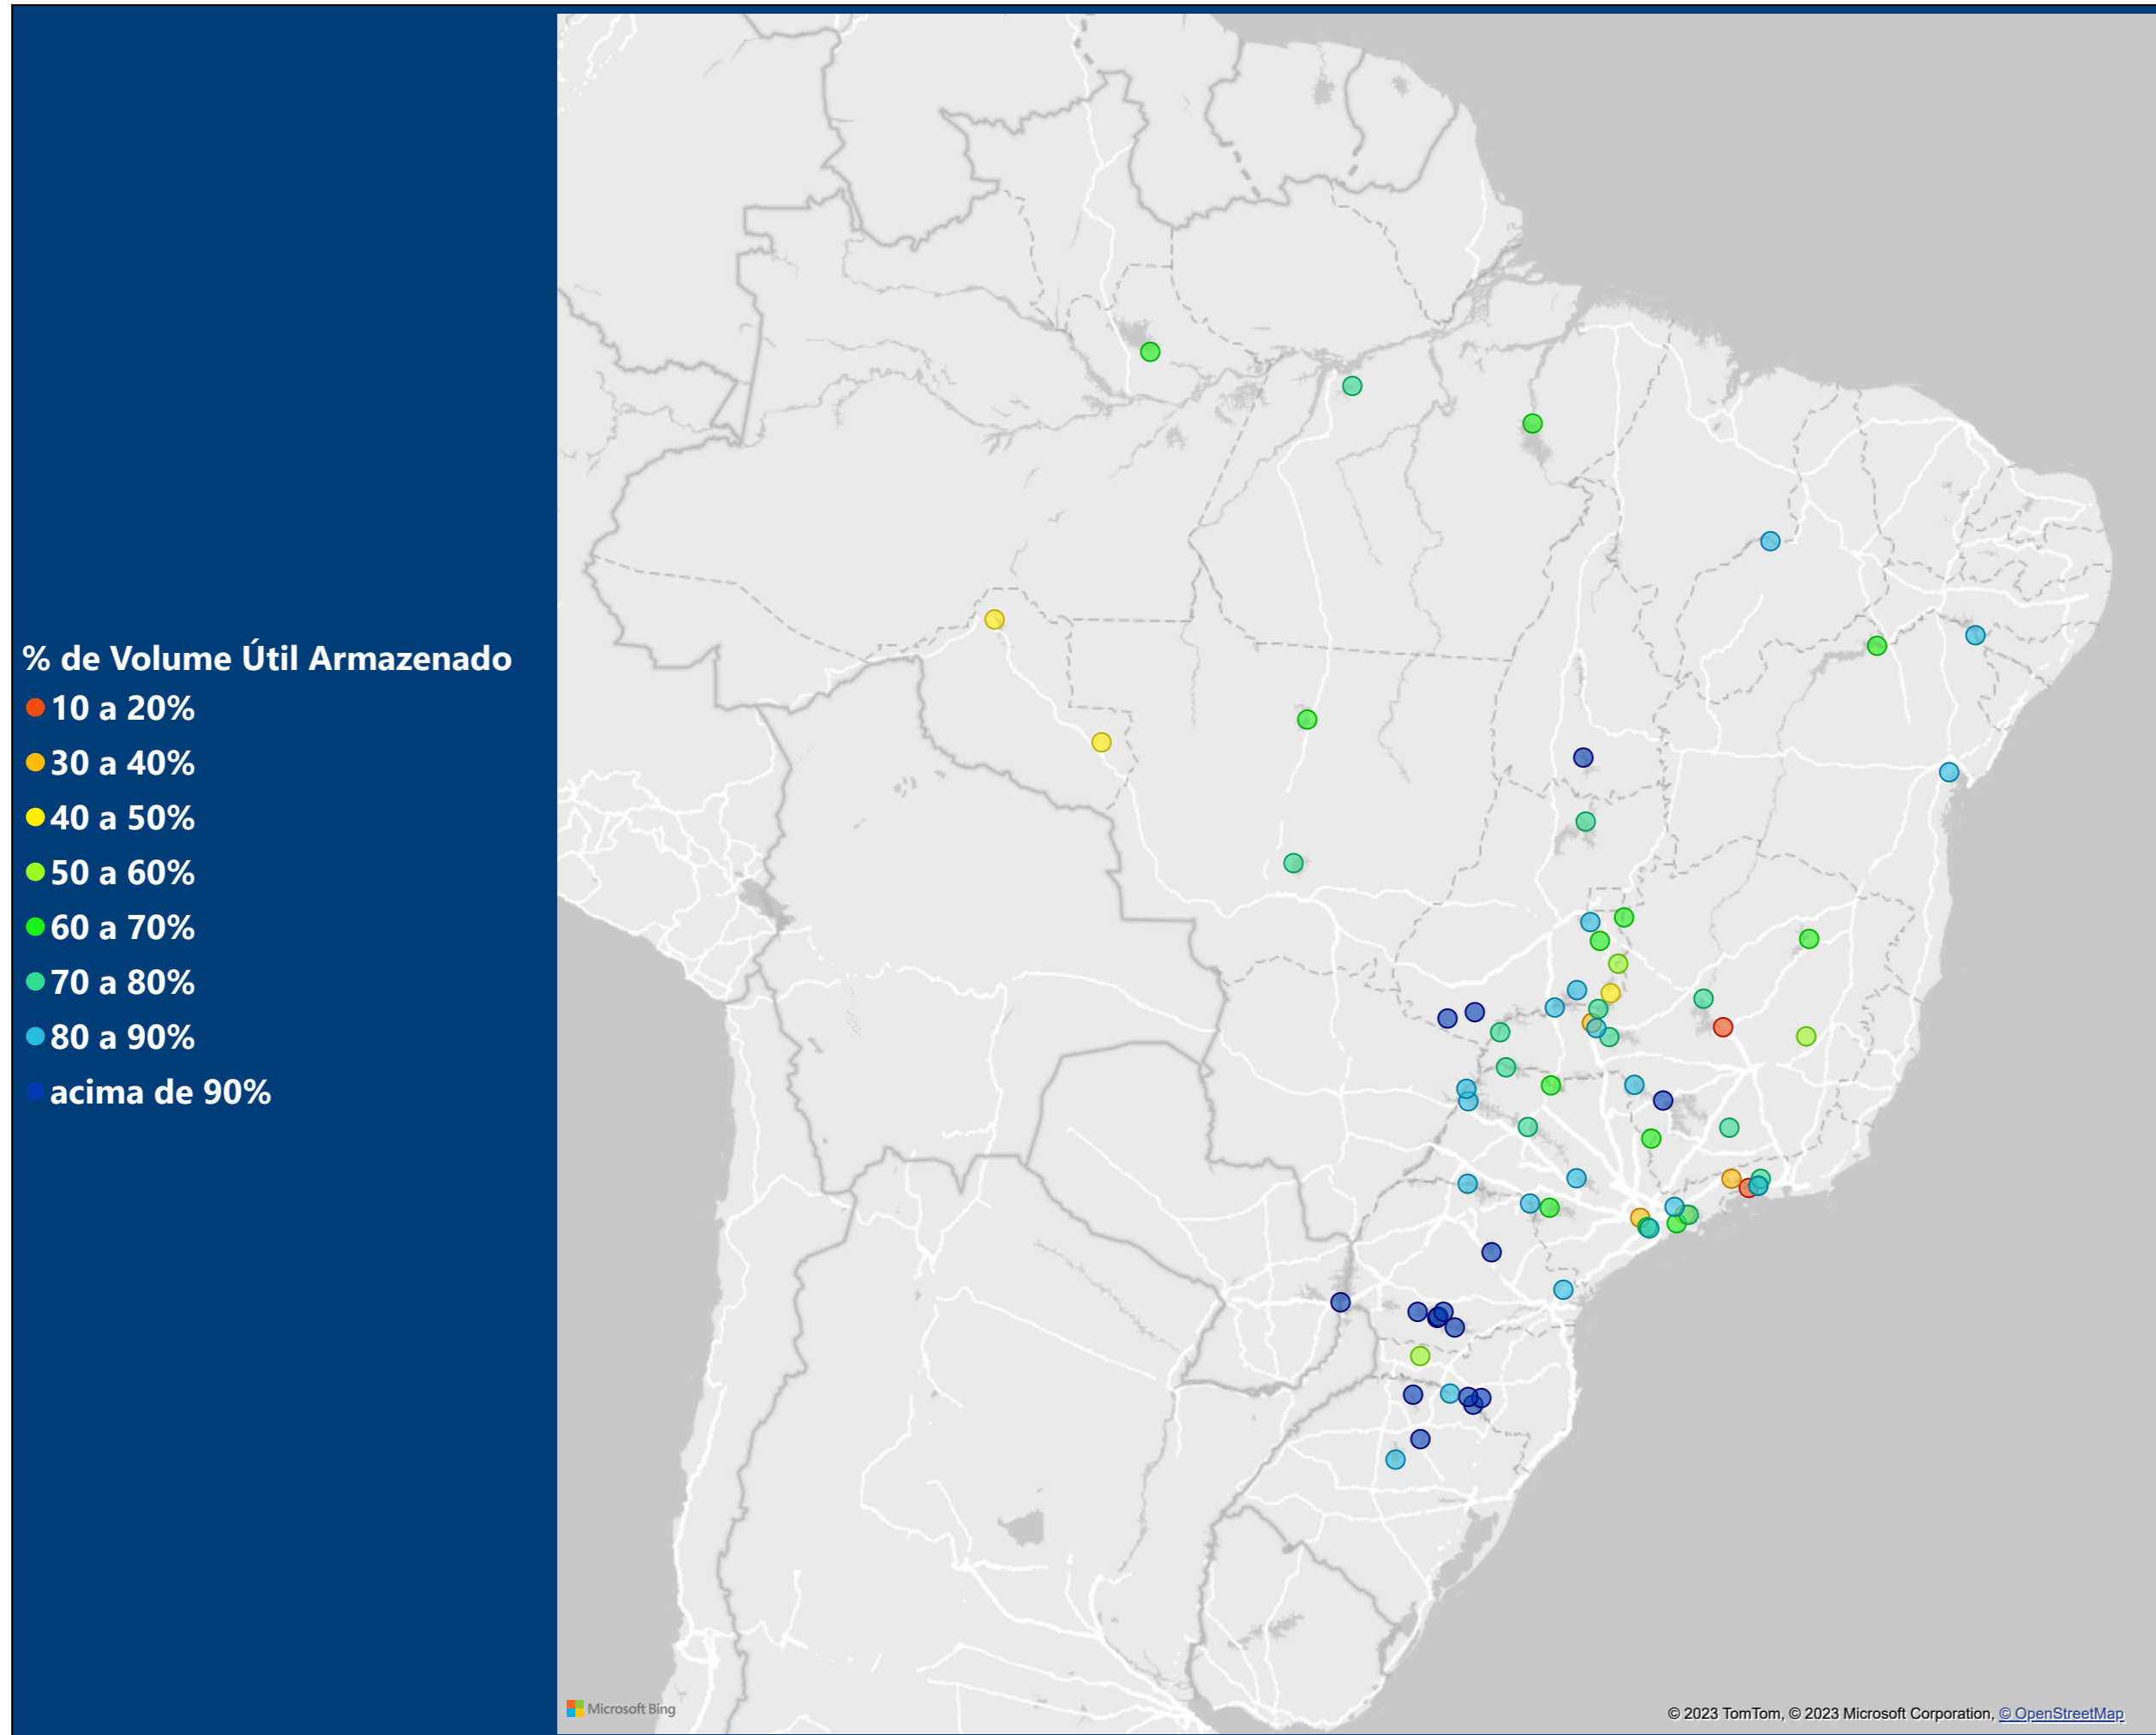 % de Volume Útil Armazenado
10 a 20%
30 a 40%
40 a 50%
50 a 60%
60 a 70%
70 a 80%
80 a 90%
acima de 90%
Microsoft Bing
© 2023 TomTom, © 2023 Microsoft Corporation, © OpenStreetMap